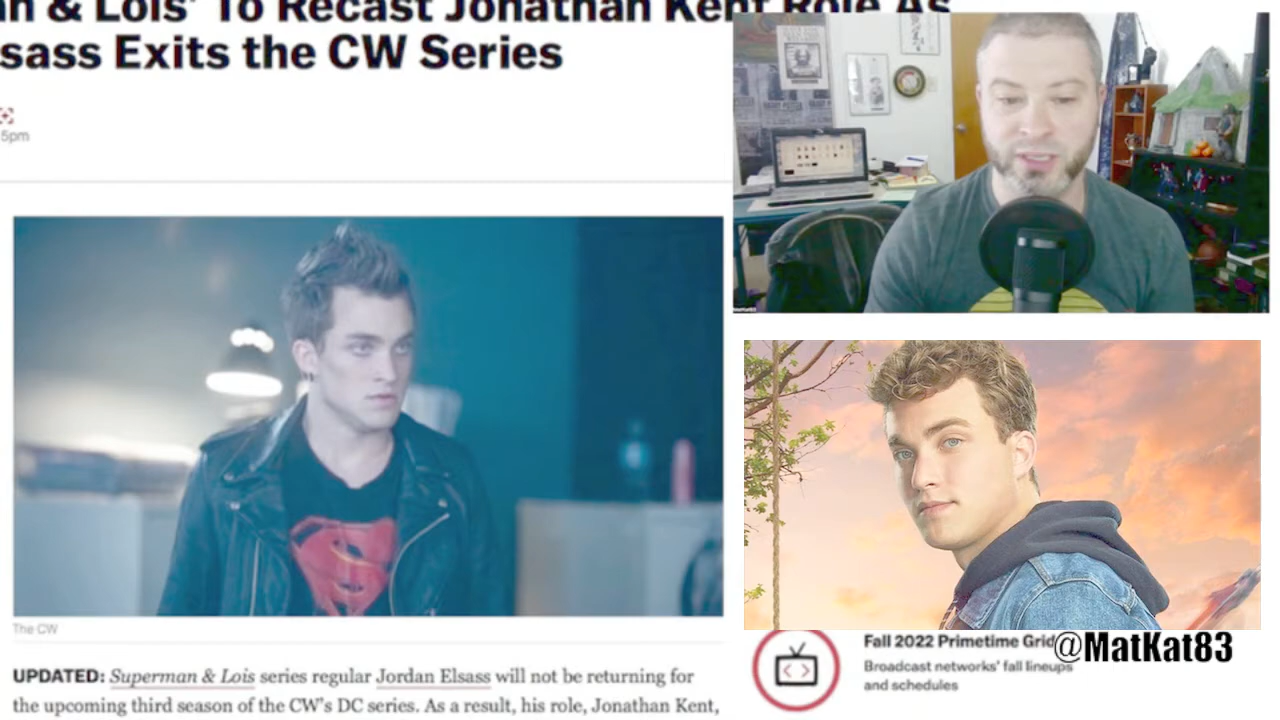 n & Lois' To Recast Jonathan Kent Role As
sass Exits the CW Series
5pm
The CW
UPDATED: Superman & Lois series regular Jordan Elsass will not be returning for
the upcoming third season of the CW's DC series. As a result, his role, Jonathan Kent,
Fall 2022 Primetime Grid
@MatKat83
Broadcast networks' fall lineups
and schedules